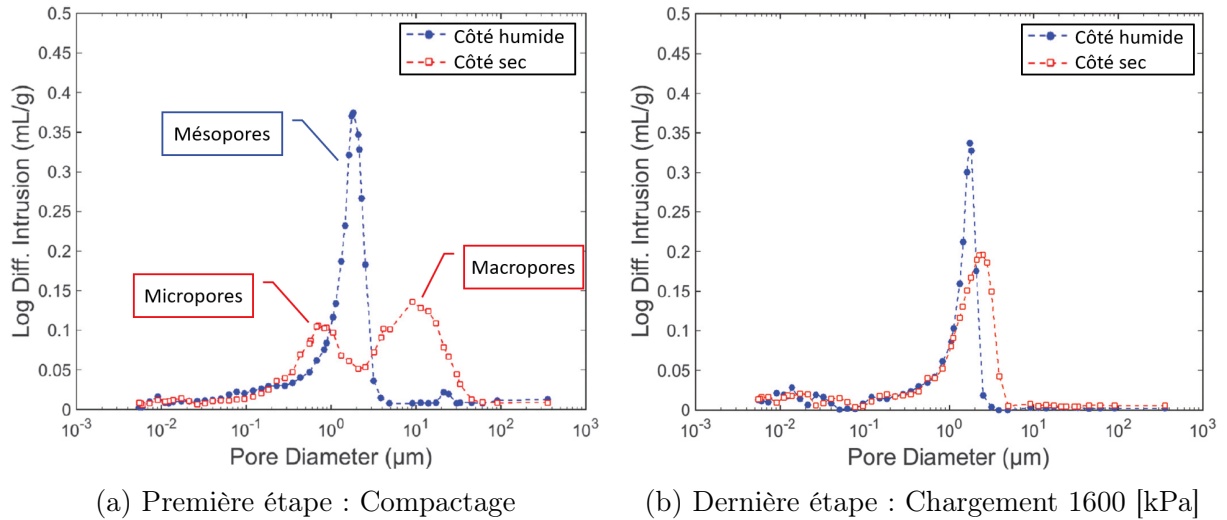 0.5
0.45
0.4
0.35
0.3
0.25
0.2
0.15
0.1
0.05
0
Log Diff. Intrusion (mL/g)
Côté humide
Côté sec
Mésopores
Micropores
Macropores
10⁻³ 10⁻² 10⁻¹ 10⁰ 10¹ 10² 10³
Pore Diameter (µm)
(a) Première étape : Compactage
0.5
0.45
0.4
0.35
0.3
0.25
0.2
0.15
0.1
0.05
0
Log Diff. Intrusion (mL/g)
Côté humide
Côté sec
10⁻³ 10⁻² 10⁻¹ 10⁰ 10¹ 10² 10³
Pore Diameter (µm)
(b) Dernière étape : Chargement 1600 [kPa]